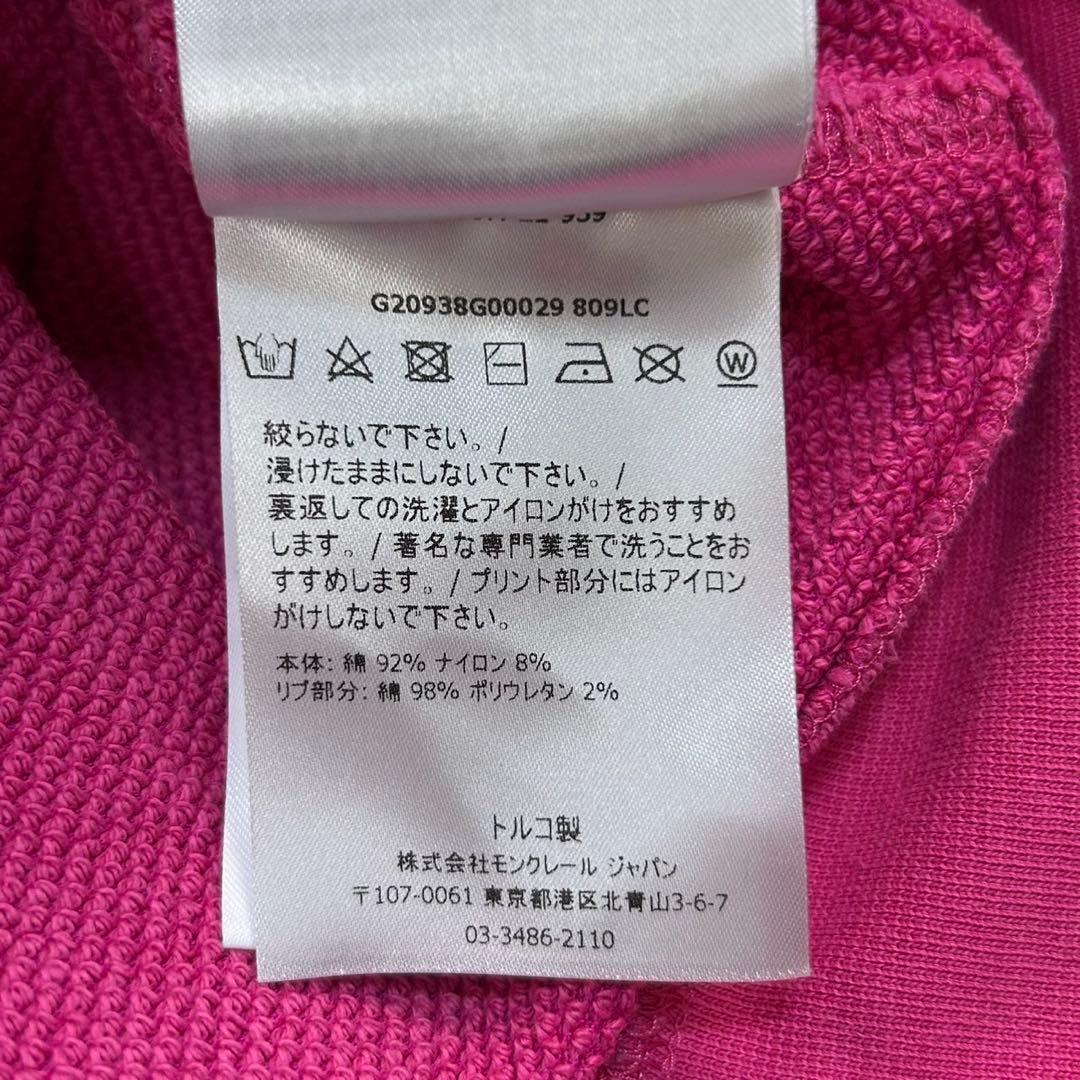 959
G20938G00029 809LC
W
絞らないで下さい。/
浸けたままにしないで下さい。/
裏返しての洗濯とアイロンがけをおすすめ
します。/ 著名な専門業者で洗うことをお
すすめします。/ プリント部分にはアイロン
がけしないで下さい。
本体: 綿 92% ナイロン 8%
リブ部分: 綿 98% ポリウレタン 2%
トルコ製
株式会社モンクレール ジャパン
〒107-0061 東京都港区北青山3-6-7
03-3486-2110